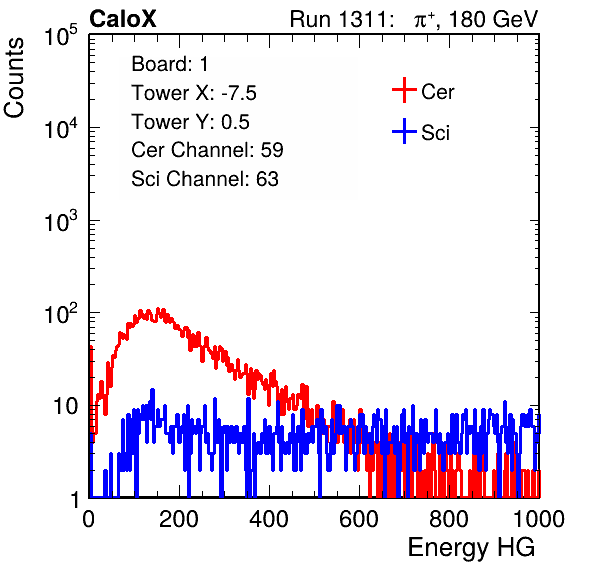 CaloX Run 1311: π⁺, 180 GeV
Counts
10⁵
10⁴
10³
10²
10
1
Board: 1
Tower X: -7.5
Tower Y: 0.5
Cer Channel: 59
Sci Channel: 63
Cer
Sci
0 200 400 600 800 1000
Energy HG